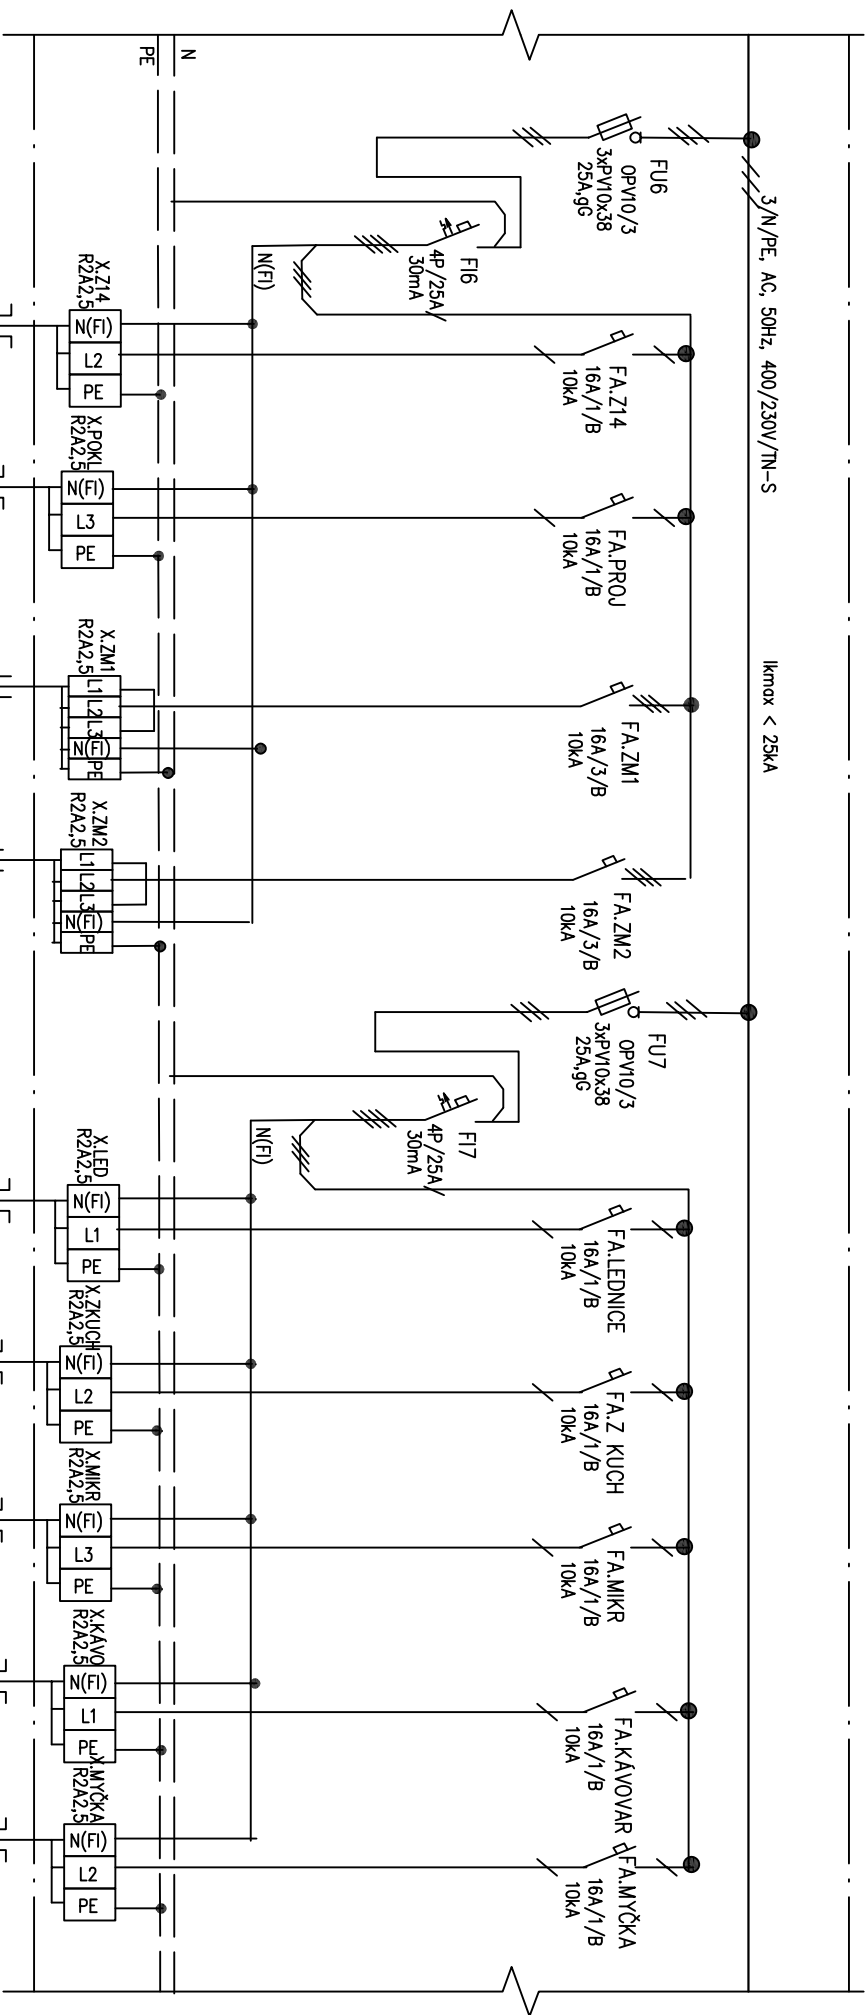 3/N/PE, AC, 50Hz, 400/230V/TN-S
Ikmax < 25kA
FU6
OPV10/3
3xPV10x38
25A,gG
FI6
4P/25A
30mA
N(FI)
N
PE
FA.Z14
16A/1/B
10kA
FA.PROJ
16A/1/B
10kA
FA.ZM1
16A/3/B
10kA
FA.ZM2
16A/3/B
10kA
FU7
OPV10/3
3xPV10x38
25A,gG
FI7
4P/25A
30mA
N(FI)
FA.LEDNICE
16A/1/B
10kA
FA.Z KUCH
16A/1/B
10kA
FA.MIKR
16A/1/B
10kA
FA.KÁVOVAR
16A/1/B
10kA
FA.MYČKA
16A/1/B
10kA
X.Z14
R2A2,5
N(FI)
L2
PE
X.POKL
R2A2,5
N(FI)
L3
PE
X.ZM1
R2A2,5
L1
L2
L3
N(FI)
PE
X.ZM2
R2A2,5
L1
L2
L3
N(FI)
PE
X.LED
R2A2,5
N(FI)
L1
PE
X.ZKUCH
R2A2,5
N(FI)
L2
PE
X.MIKR
R2A2,5
N(FI)
L3
PE
X.KÁVO
R2A2,5
N(FI)
L1
PE
X.MYČKA
R2A2,5
N(FI)
L2
PE